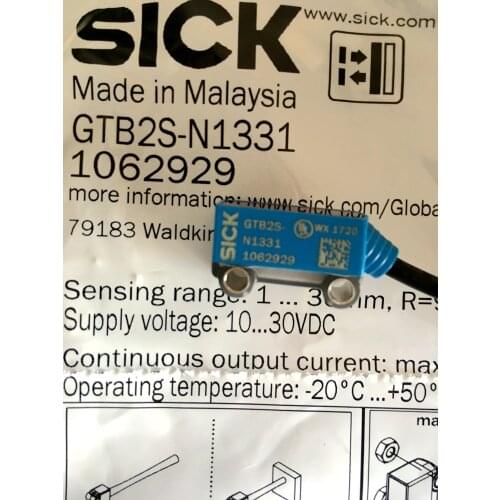 SICK
www.sick.com
Made in Malaysia
GTB2S-N1331
1062929
more information: www.sick.com/Globa
79183 Waldkir
SICK
GTB2S-
N1331
1062929
WX 1720
Sensing range: 1 ... 3
mm, R=
Supply voltage: 10...30VDC
Continuous output current: max
Operating temperature: -20°C...+50°
ma